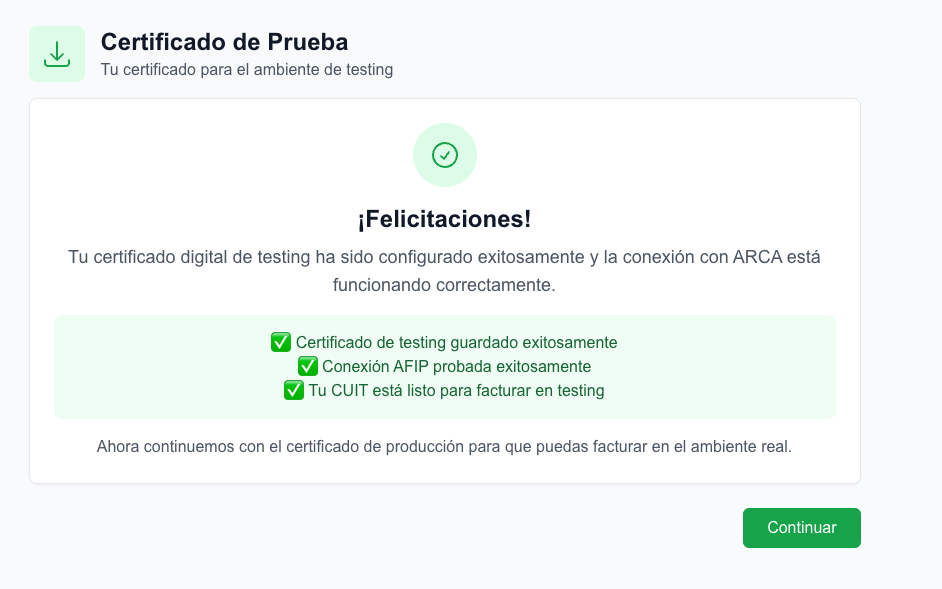 Certificado de Prueba
Tu certificado para el ambiente de testing
¡Felicitaciones!
Tu certificado digital de testing ha sido configurado exitosamente y la conexión con ARCA está
funcionando correctamente.
✅ Certificado de testing guardado exitosamente
✅ Conexión AFIP probada exitosamente
✅ Tu CUIT está listo para facturar en testing
Ahora continuemos con el certificado de producción para que puedas facturar en el ambiente real.
Continuar